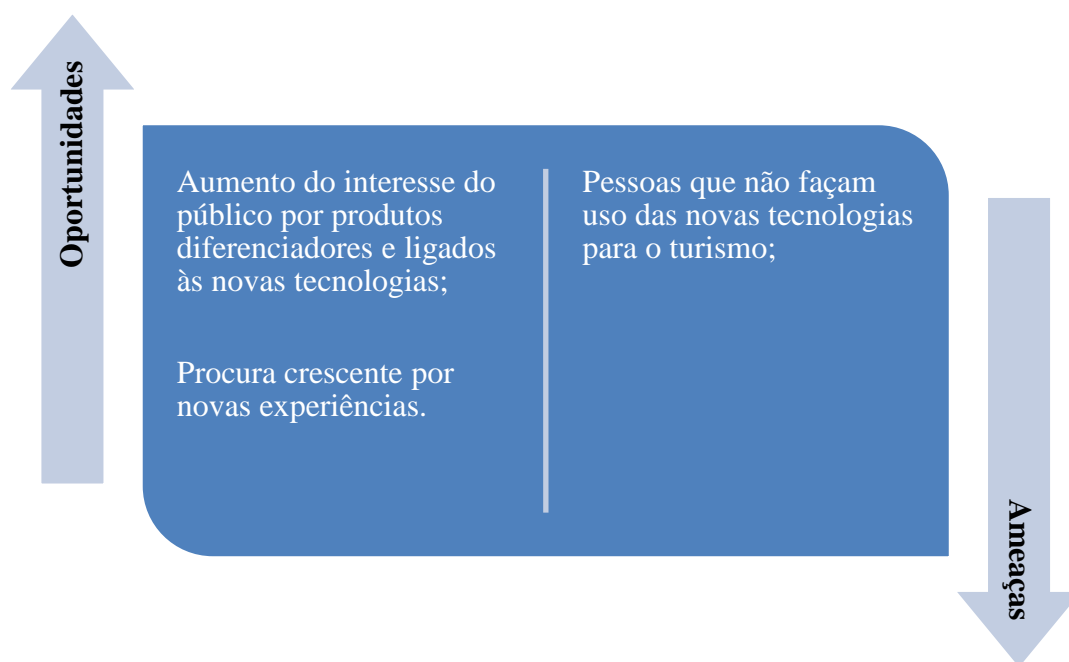 Oportunidades
Aumento do interesse do
público por produtos
diferenciadores e ligados
às novas tecnologias;
Procura crescente por
novas experiências.
Pessoas que não façam
uso das novas tecnologias
para o turismo;
Ameaças